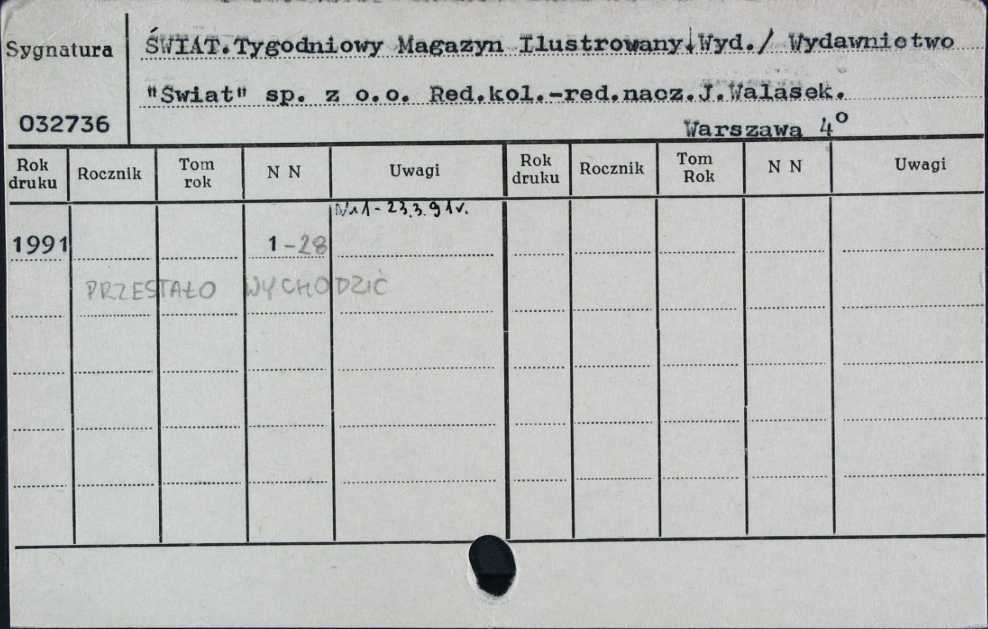 Sygnatura
ŚWIAT.Tygodniowy Magazyn Ilustrowany↓Wyd./ Wydawnictwo
"Świat" sp. z o.o. Red.kol.-red.nacz.J.Walasek.
032736
Warszawa 4°
Rok druku Rocznik Tom rok N N Uwagi Rok druku Rocznik Tom Rok N N Uwagi
Nr 1 - 23.3.91r.
1991 1-28
PRZESTAŁO WYCHODZIĆ